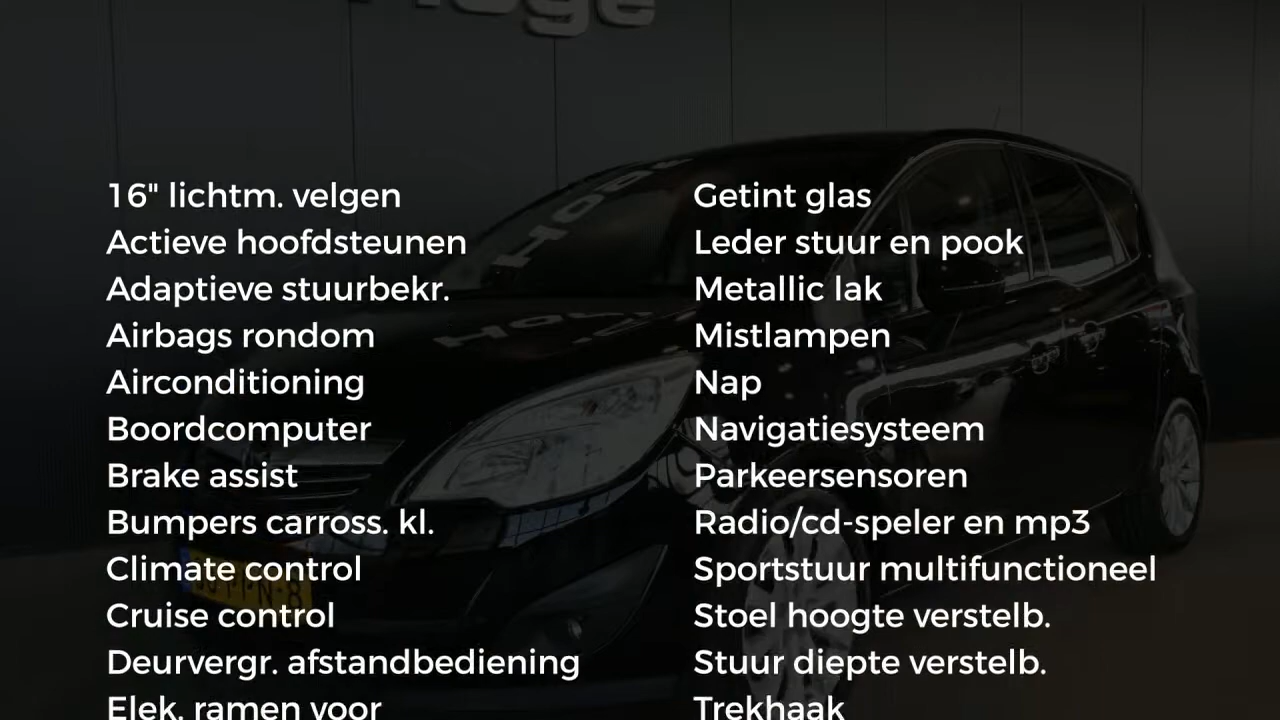 16" lichtm. velgen
Actieve hoofdsteunen
Adaptieve stuurbekr.
Airbags rondom
Airconditioning
Boordcomputer
Brake assist
Bumpers carross. kl.
Climate control
Cruise control
Deurvergr. afstandbediening
Elek. ramen voor
Getint glas
Leder stuur en pook
Metallic lak
Mistlampen
Nap
Navigatiesysteem
Parkeersensoren
Radio/cd-speler en mp3
Sportstuur multifunctioneel
Stoel hoogte verstelb.
Stuur diepte verstelb.
Trekhaak